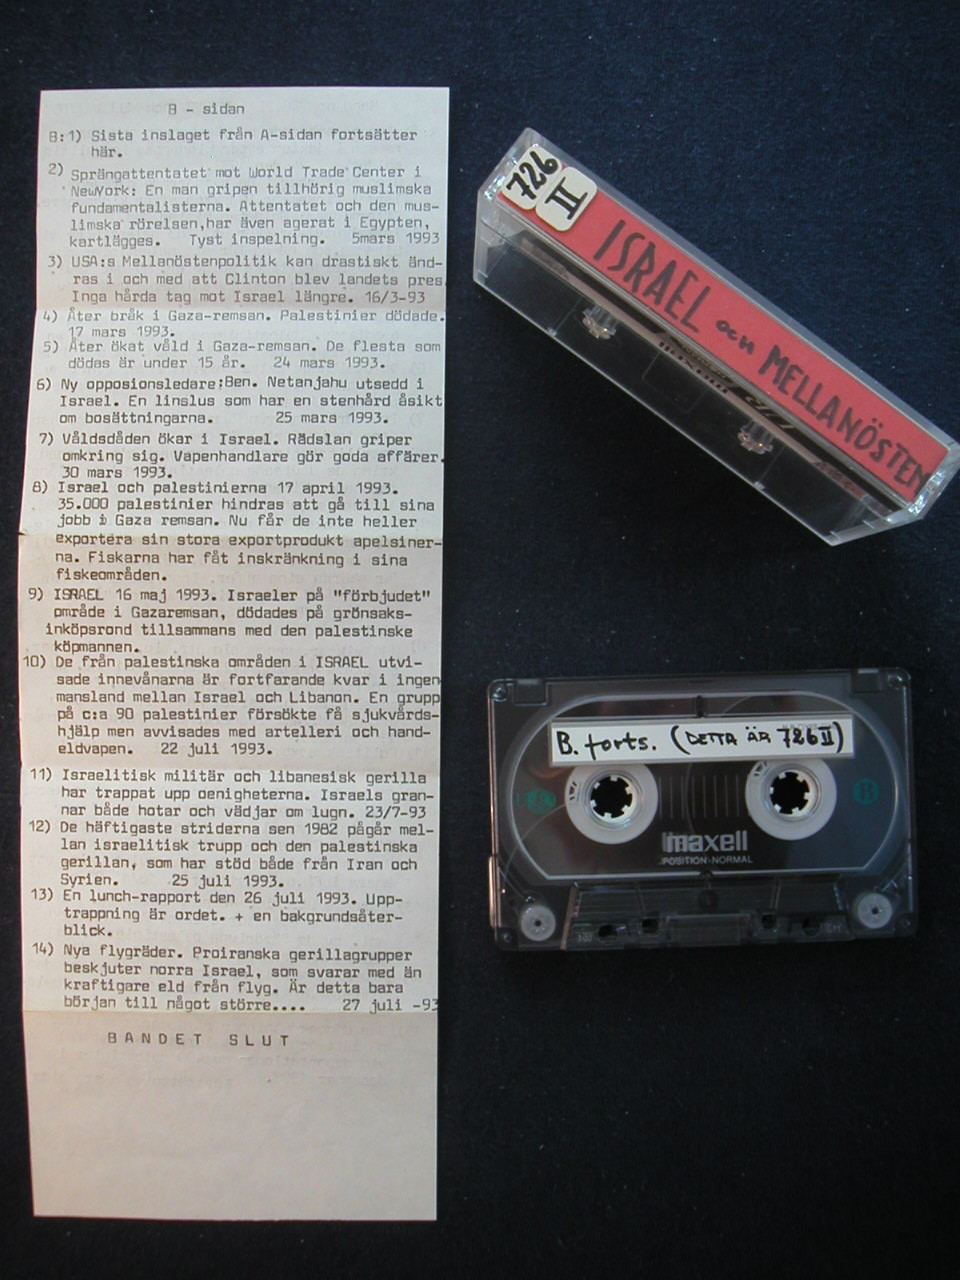 B - sidan
B:1) Sista inslaget från A-sidan fortsätter
här.
2) Sprängattentatet mot World Trade Center i
NewYork: En man gripen tillhörig muslimska
fundamentalisterna. Attentatet och den mus-
limska rörelsen,har även agerat i Egypten,
kartlägges. Tyst inspelning. 5mars 1993
3) USA:s Mellanöstenpolitik kan drastiskt änd-
ras i och med att Clinton blev landets pres
Inga hårda tag mot Israel längre. 16/3-93
4) Åter bråk i Gaza-remsan. Palestinier dödade.
17 mars 1993.
5) Åter ökat våld i Gaza-remsan. De flesta som
dödas är under 15 år. 24 mars 1993.
6) Ny opposionsledare:Ben. Netanjahu utsedd i
Israel. En linslus som har en stenhård åsikt
om bosättningarna. 25 mars 1993.
7) Våldsdåden ökar i Israel. Rädslan griper
omkring sig. Vapenhandlare gör goda affärer.
30 mars 1993.
8) Israel och palestinierna 17 april 1993.
35.000 palestinier hindras att gå till sina
jobb i Gaza remsan. Nu får de inte heller
exportera sin stora exportprodukt apelsiner-
na. Fiskarna har fåt inskränkning i sina
fiskeområden.
9) ISRAEL 16 maj 1993. Israeler på "förbjudet"
område i Gazaremsan, dödades på grönsaks-
inköpsrond tillsammans med den palestinske
köpmannen.
10) De från palestinska områden i ISRAEL utvi-
sade innevånarna är fortfarande kvar i ingen
mansland mellan Israel och Libanon. En grupp
på c:a 90 palestinier försökte få sjukvårds-
hjälp men avvisades med artelleri och hand-
eldvapen. 22 juli 1993.
11) Israelitisk militär och libanesisk gerilla
har trappat upp oenigheterna. Israels gran-
nar både hotar och vädjar om lugn. 23/7-93
12) De häftigaste striderna sen 1982 pågår mel-
lan israelitisk trupp och den palestinska
gerillan, som har stöd både från Iran och
Syrien. 25 juli 1993.
13) En lunch-rapport den 26 juli 1993. Upp-
trappning är ordet. + en bakgrundsåter-
blick.
14) Nya flygräder. Proiranska gerillagrupper
beskjuter norra Israel, som svarar med än
kraftigare eld från flyg. Är detta bara
början till något större.... 27 juli -93
BANDET SLUT
726
II
ISRAEL och MELLANÖSTEN
B. forts. (DETTA ÄR 726 II)
B
maxell
POSITION·NORMAL